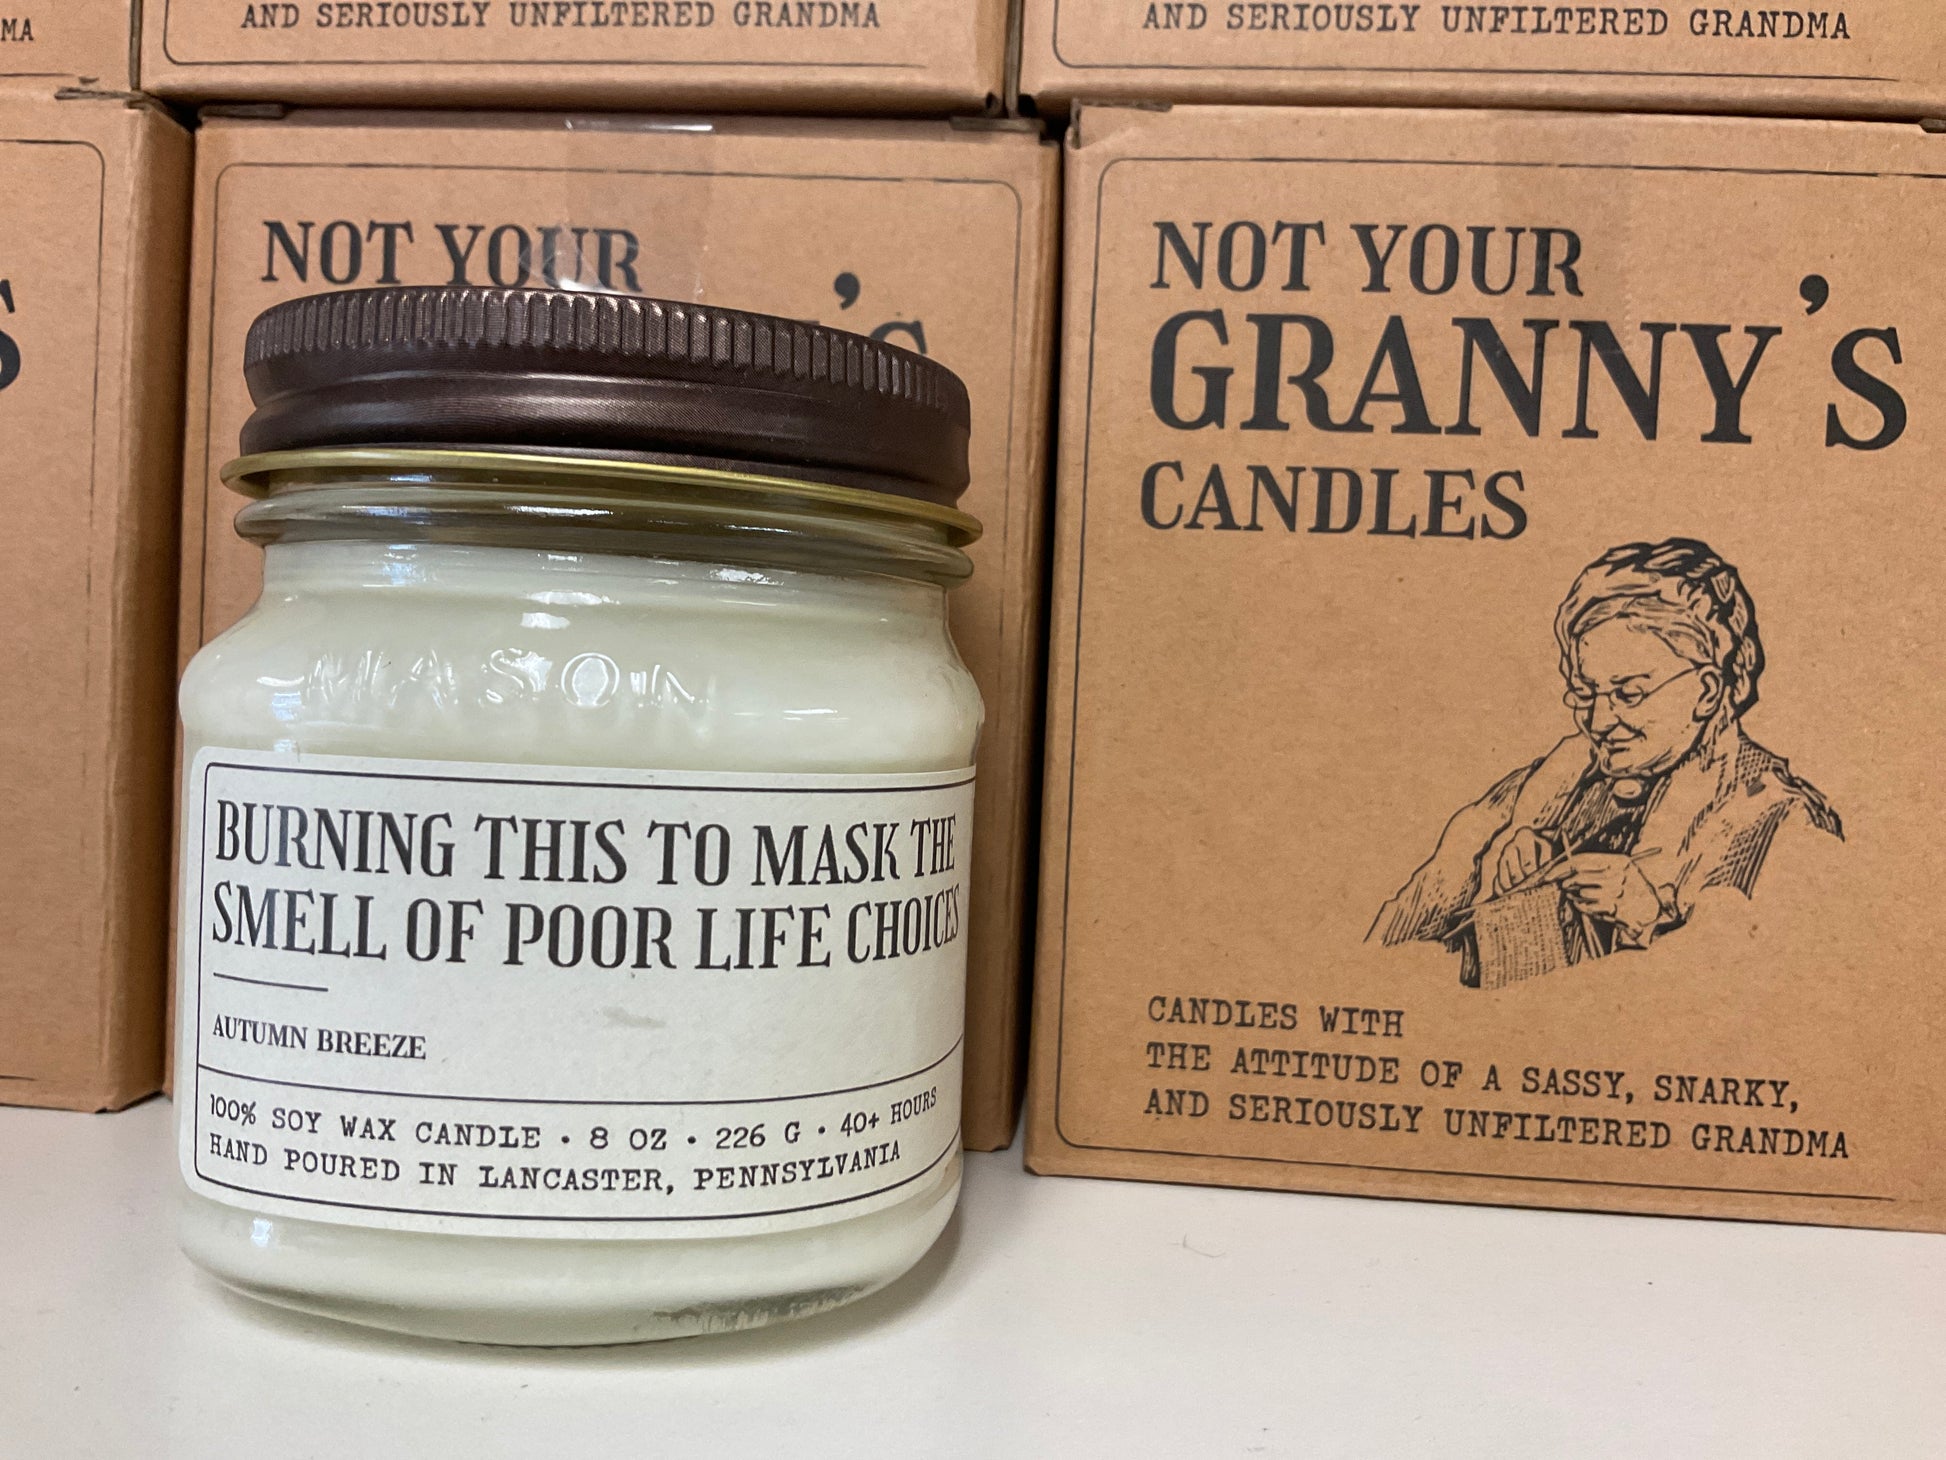 MA
AND SERIOUSLY UNFILTERED GRANDMA
AND SERIOUSLY UNFILTERED GRANDMA
NOT YOUR
'S
S
NOT YOUR
GRANNY'S
CANDLES
CANDLES WITH
THE ATTITUDE OF A SASSY, SNARKY,
AND SERIOUSLY UNFILTERED GRANDMA
MASON
BURNING THIS TO MASK THE
SMELL OF POOR LIFE CHOICES
AUTUMN BREEZE
100% SOY WAX CANDLE • 8 OZ • 226 G • 40+ HOURS
HAND POURED IN LANCASTER, PENNSYLVANIA